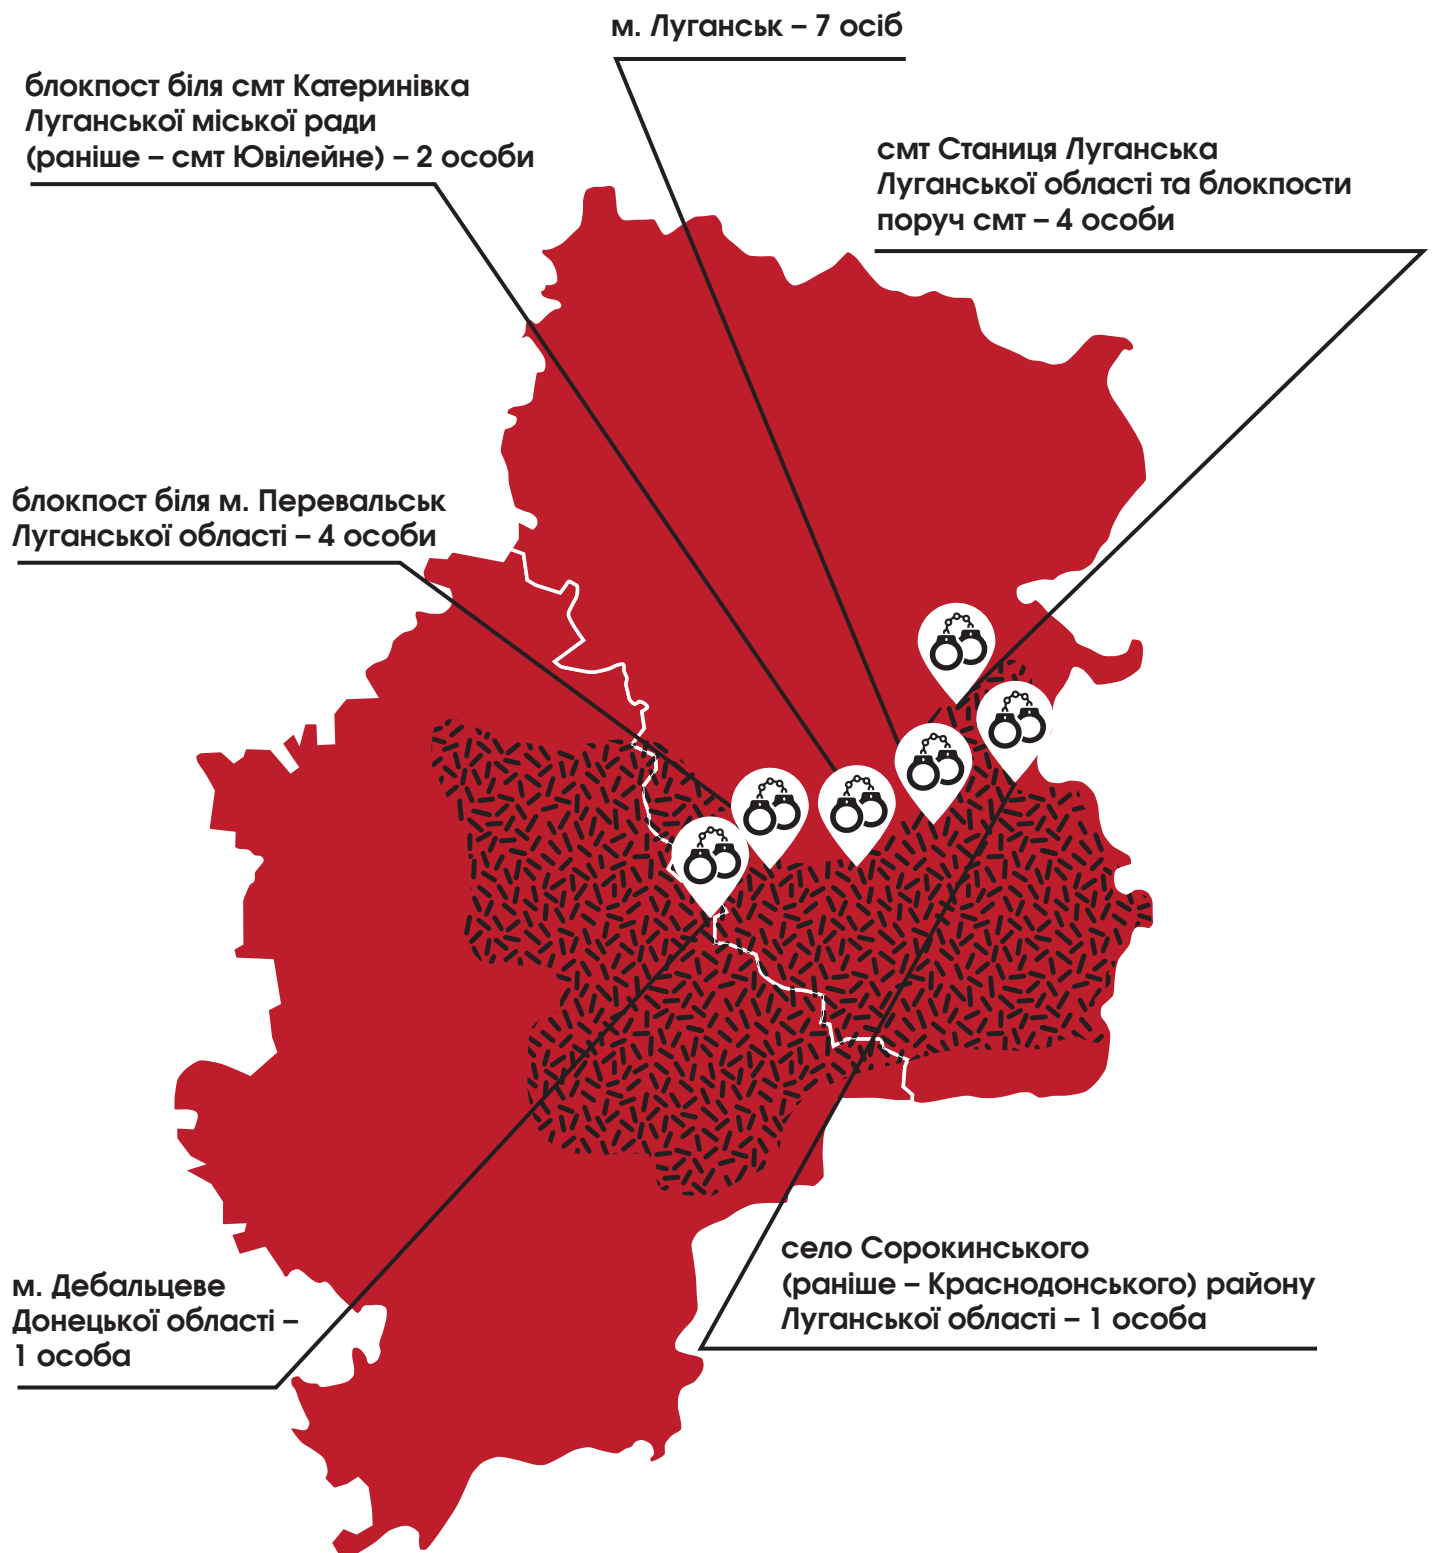 м. Луганськ – 7 осіб
блокпост біля смт Катеринівка
Луганської міської ради
(раніше – смт Ювілейне) – 2 особи
смт Станиця Луганська
Луганської області та блокпости
поруч смт – 4 особи
блокпост біля м. Перевальськ
Луганської області – 4 особи
село Сорокинського
(раніше – Краснодонського) району
Луганської області – 1 особа
м. Дебальцеве
Донецької області –
1 особа